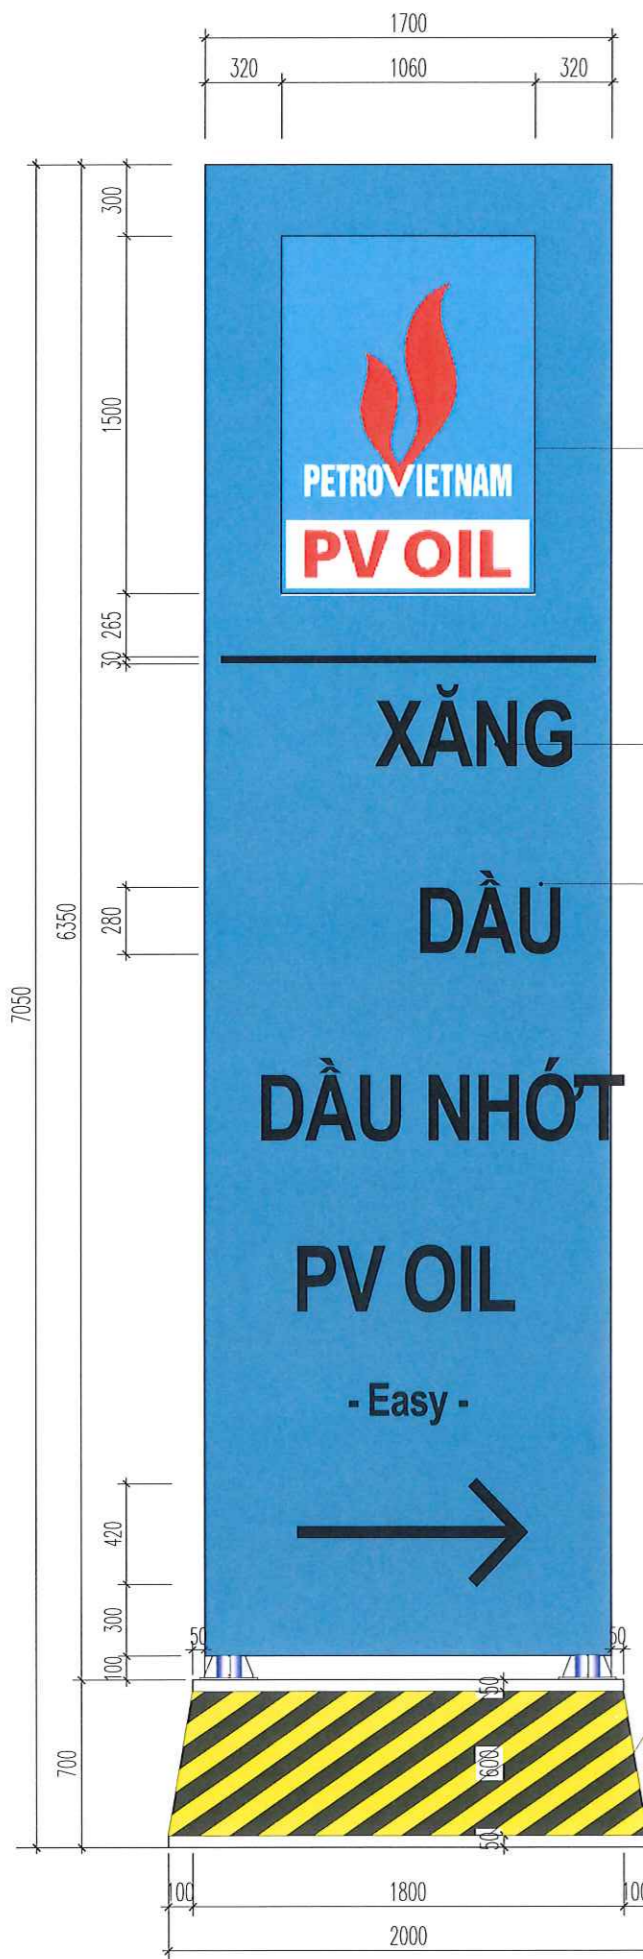 1700
320 1060 320
300
1500
PETROVIETNAM
PV OIL
265
30
XĂNG
280
DẦU
6350
7050
DẦU NHỚT
PV OIL
- Easy -
420
300
50 50
100
50
700
600
50
100 1800 100
2000